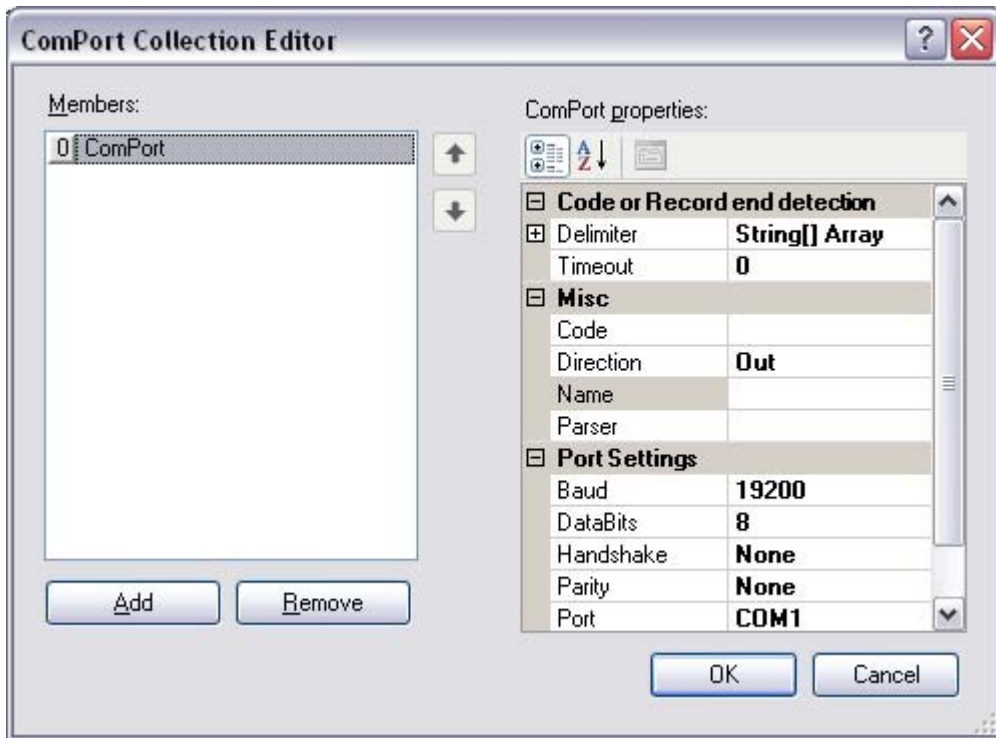 ComPort Collection Editor
Members:
0 ComPort
Add
Remove
ComPort properties:
Code or Record end detection
Delimiter String[] Array
Timeout 0
Misc
Code
Direction Out
Name
Parser
Port Settings
Baud 19200
DataBits 8
Handshake None
Parity None
Port COM1
OK
Cancel